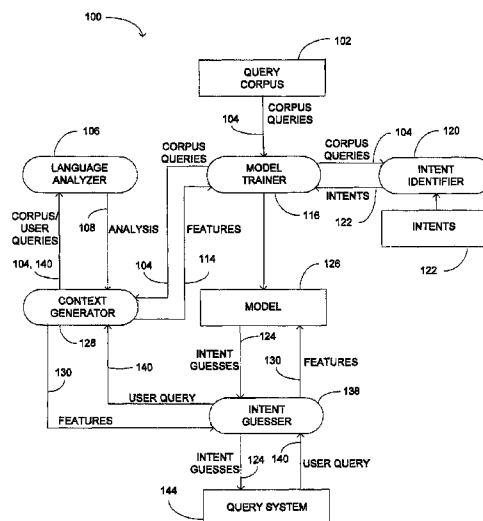 100
102
QUERY
CORPUS
104
CORPUS
QUERIES
106
LANGUAGE
ANALYZER
CORPUS
QUERIES
MODEL
TRAINER
116
CORPUS
QUERIES
104
120
INTENT
IDENTIFIER
INTENTS
122
INTENTS
122
CORPUS/
USER
QUERIES
104, 140
108
ANALYSIS
104
FEATURES
114
126
MODEL
CONTEXT
GENERATOR
128
130
FEATURES
140
USER QUERY
INTENT
GUESSES
124
130
FEATURES
138
INTENT
GUESSER
INTENT
GUESSES
124
140
USER QUERY
144
QUERY SYSTEM